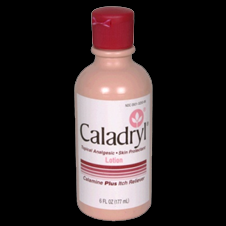 Caladryl
Topical Analgesic • Skin Protectant
Lotion
Calamine Plus Itch Reliever
6 FL OZ (177 mL)